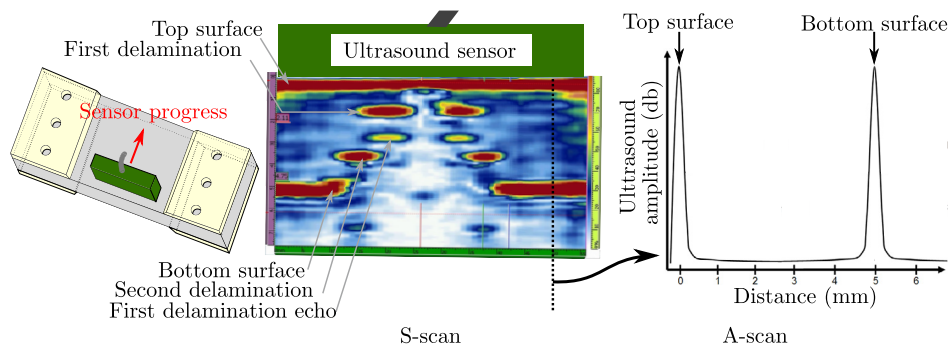 Top surface
First delamination
Ultrasound sensor
Sensor progress
Bottom surface
Second delamination
First delamination echo
S-scan
Top surface
Bottom surface
Ultrasound
amplitude (db)
0 1 2 3 4 5 6
Distance (mm)
A-scan